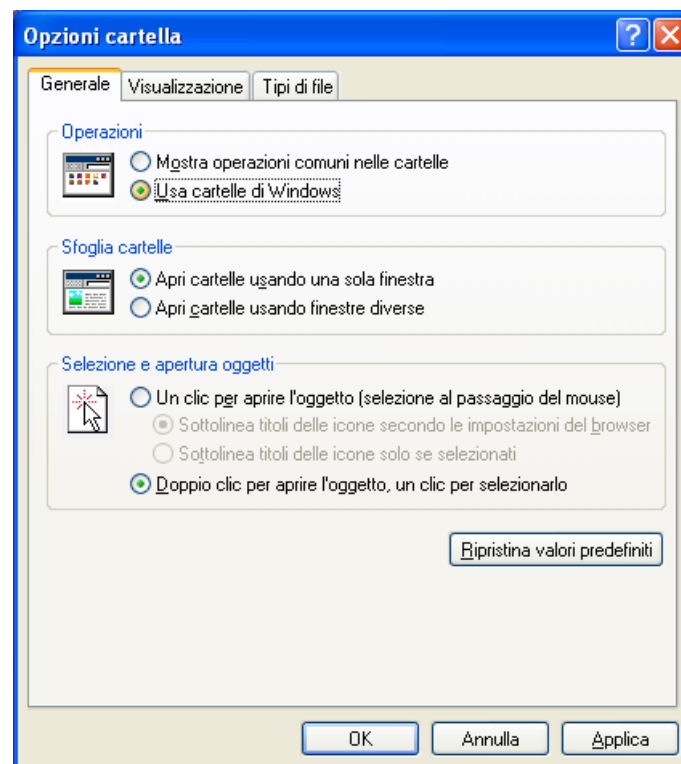 Opzioni cartella
Generale Visualizzazione Tipi di file
Operazioni
Mostra operazioni comuni nelle cartelle
Usa cartelle di Windows
Sfoglia cartelle
Apri cartelle usando una sola finestra
Apri cartelle usando finestre diverse
Selezione e apertura oggetti
Un clic per aprire l'oggetto (selezione al passaggio del mouse)
Sottolinea titoli delle icone secondo le impostazioni del browser
Sottolinea titoli delle icone solo se selezionati
Doppio clic per aprire l'oggetto, un clic per selezionarlo
Ripristina valori predefiniti
OK Annulla Applica